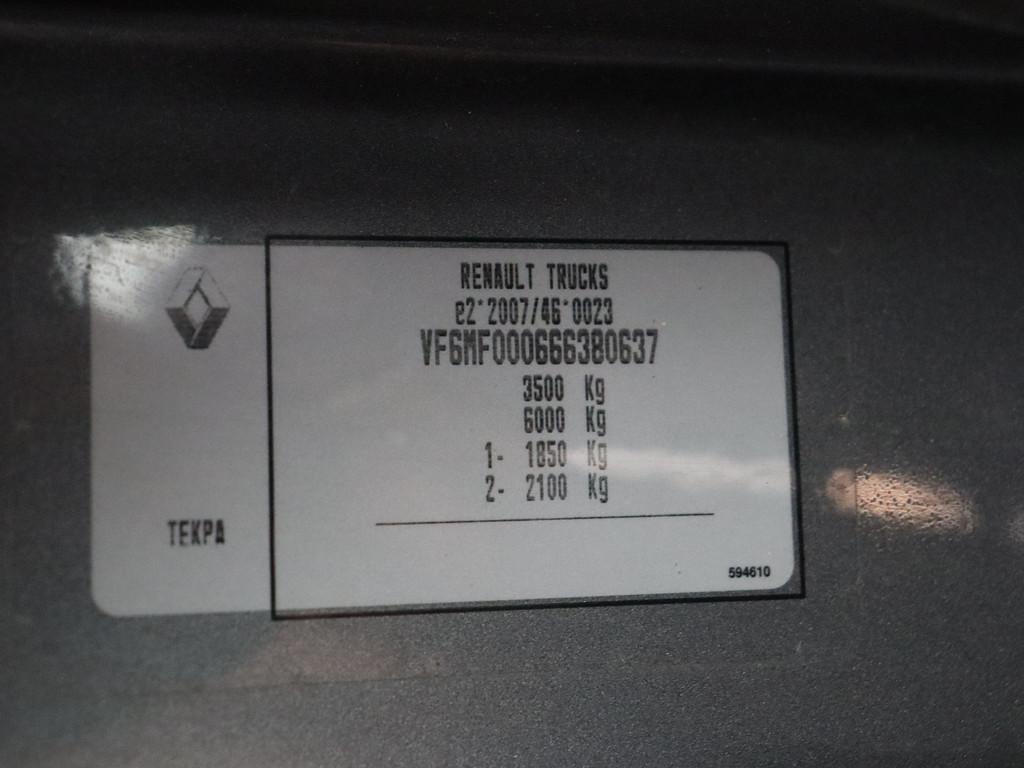 RENAULT TRUCKS
e2*2007/46*0023
VF6MF000666380637
3500 Kg
6000 Kg
1- 1850 Kg
2- 2100 Kg
TEKPA
594610